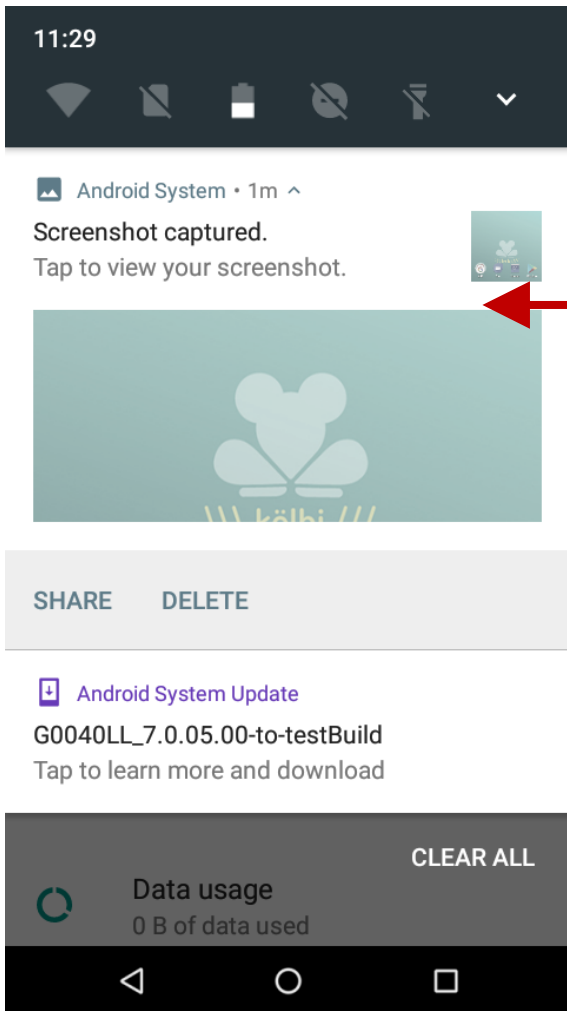 11:29
Android System • 1m
Screenshot captured.
Tap to view your screenshot.
\\\ kölbi ///
SHARE DELETE
Android System Update
G0040LL_7.0.05.00-to-testBuild
Tap to learn more and download
CLEAR ALL
Data usage
0 B of data used